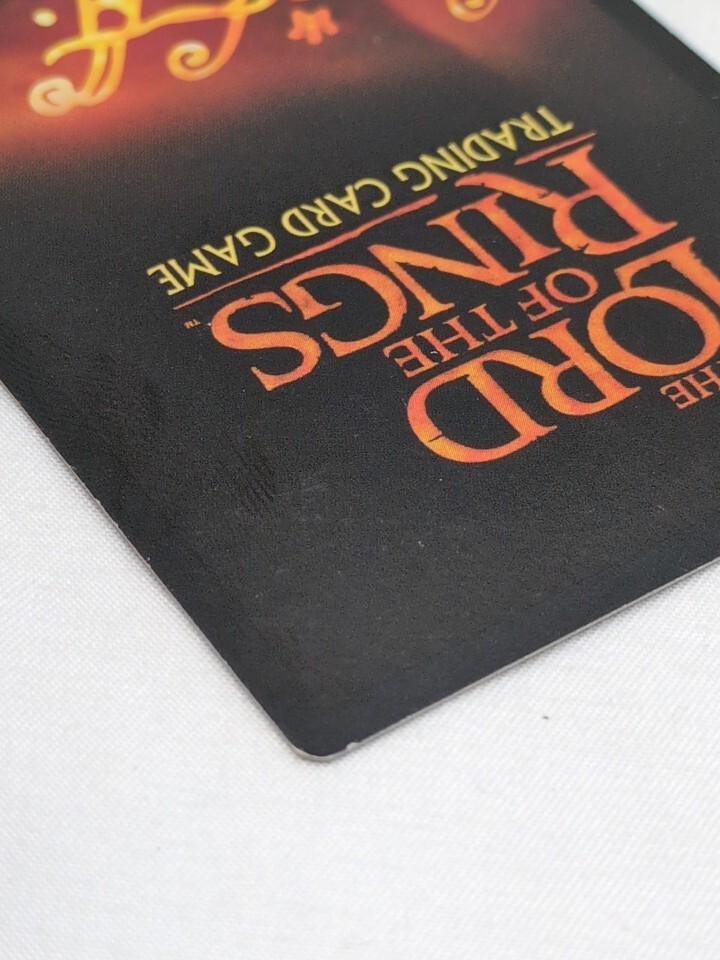 THE
LORD
OF THE
RINGS
™
TRADING CARD GAME